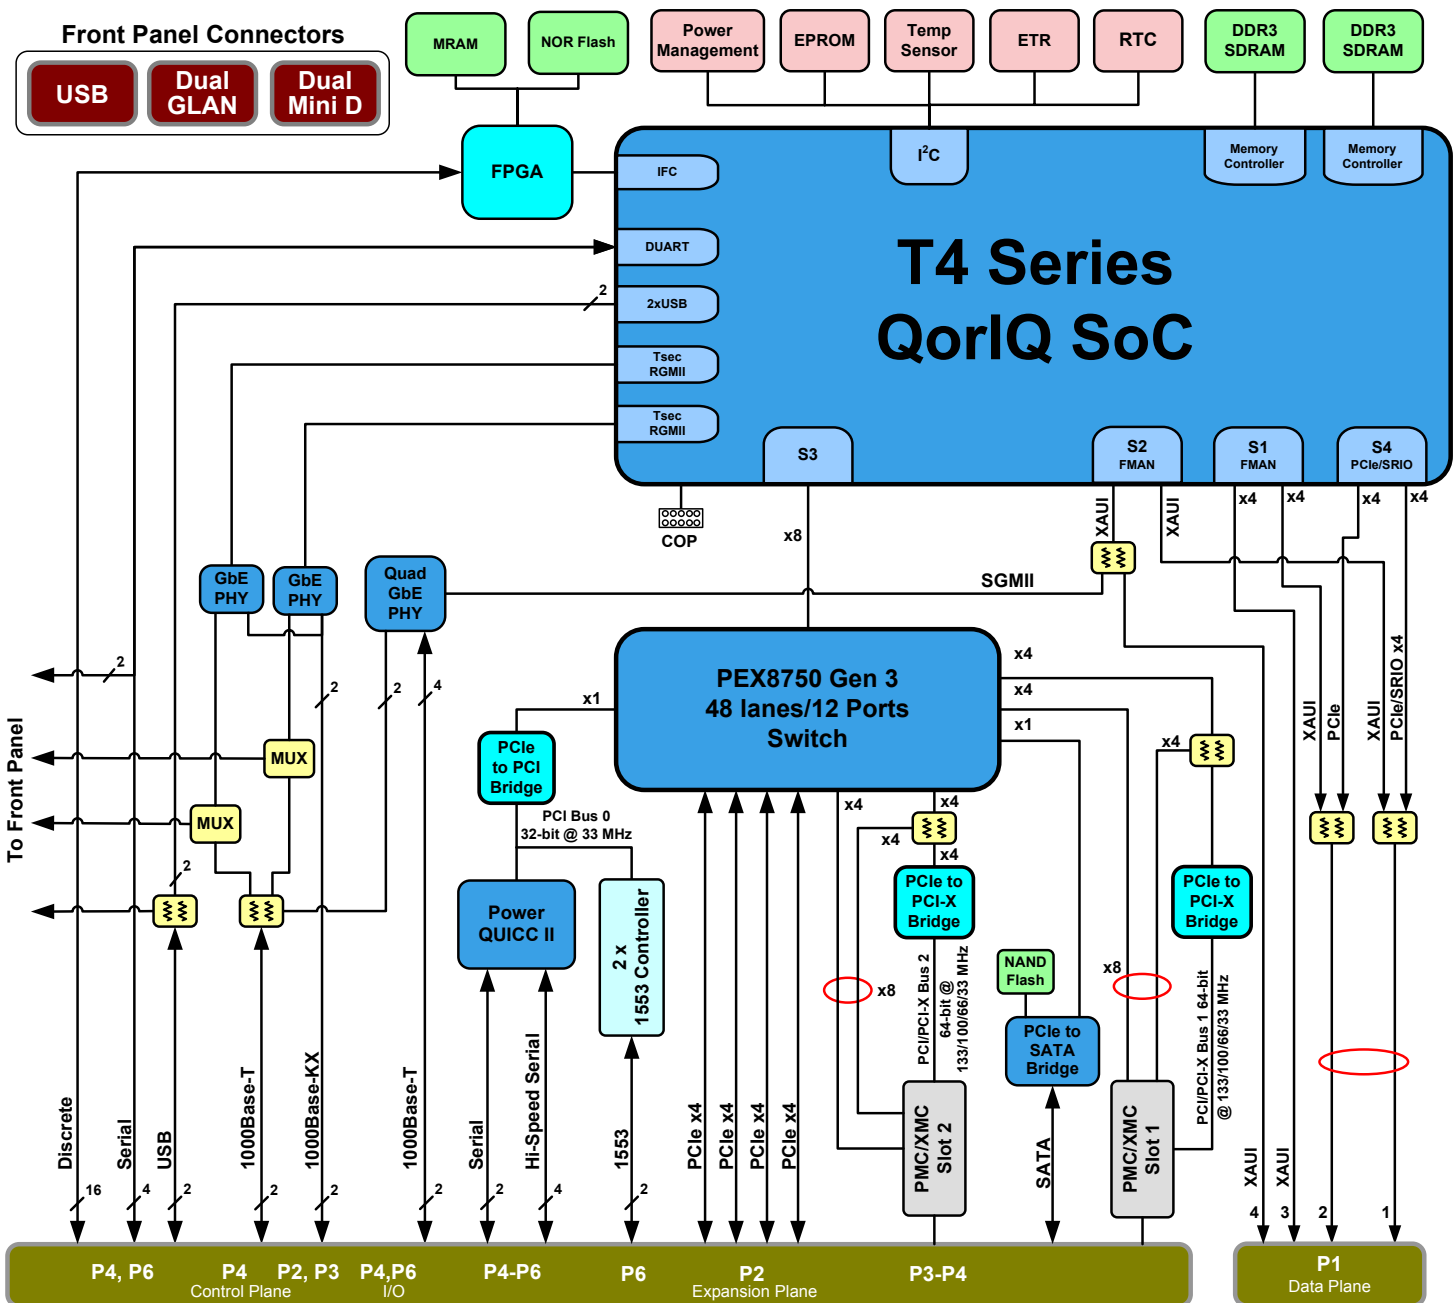 Front Panel Connectors
USB
Dual
GLAN
Dual
Mini D
MRAM
NOR Flash
Power
Management
EPROM
Temp
Sensor
ETR
RTC
DDR3
SDRAM
DDR3
SDRAM
FPGA
IFC
I²C
Memory
Controller
Memory
Controller
DUART
2
2xUSB
Tsec
RGMII
Tsec
RGMII
T4 Series
QorIQ SoC
S3
S2
FMAN
S1
FMAN
S4
PCIe/SRIO
COP
x8
XAUI
XAUI
x4
x4
x4
x4
SGMII
GbE
PHY
GbE
PHY
Quad
GbE
PHY
2
2
2
4
PEX8750 Gen 3
48 lanes/12 Ports
Switch
x1
x4
x4
x1
x4
XAUI
PCIe
XAUI
PCIe/SRIO x4
To Front Panel
MUX
MUX
2
PCIe
to PCI
Bridge
PCI Bus 0
32-bit @ 33 MHz
x4
x4
x4
x4
Power
QUICC II
2 x
1553 Controller
PCIe to
PCI-X
Bridge
PCIe to
PCI-X
Bridge
x8
PCI/PCI-X Bus 2
64-bit @
133/100/66/33 MHz
NAND
Flash
PCIe to
SATA
Bridge
x8
PCI/PCI-X Bus 1 64-bit
@ 133/100/66/33 MHz
PMC/XMC
Slot 2
PMC/XMC
Slot 1
Discrete
Serial
USB
1000Base-T
1000Base-KX
1000Base-T
Serial
Hi-Speed Serial
1553
PCIe x4
PCIe x4
PCIe x4
PCIe x4
SATA
XAUI
XAUI
16
4
2
2
2
2
2
4
2
4
3
2
1
P4, P6
P4
P2, P3
Control Plane
P4,P6
I/O
P4-P6
P6
P2
Expansion Plane
P3-P4
P1
Data Plane